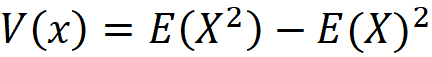 V(x) = E(X²) − E(X)²